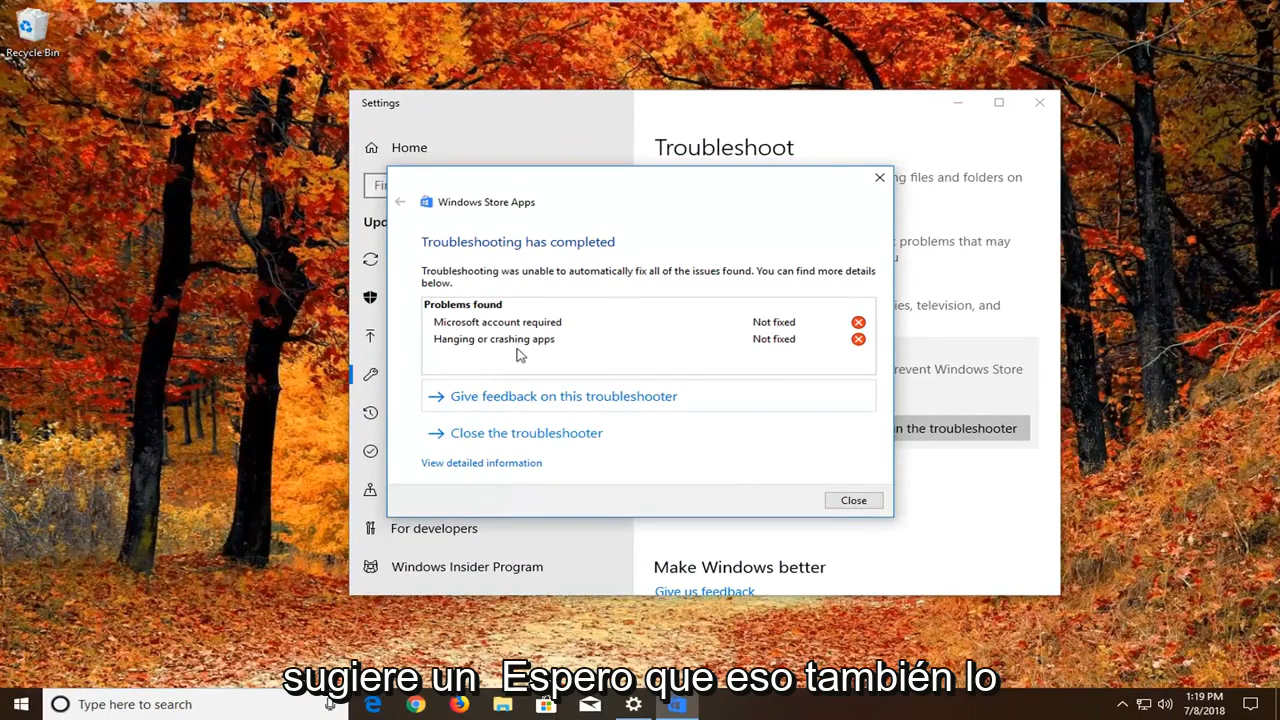 Recycle Bin
Settings
Home
Fin
Upd
For developers
Windows Insider Program
Troubleshoot
ng files and folders on
problems that may
u
ies, television, and
revent Windows Store
n the troubleshooter
Make Windows better
Give us feedback
Windows Store Apps
Troubleshooting has completed
Troubleshooting was unable to automatically fix all of the issues found. You can find more details
below.
Problems found
Microsoft account required Not fixed
Hanging or crashing apps Not fixed
Give feedback on this troubleshooter
Close the troubleshooter
View detailed information
Close
sugiere un Espero que eso también lo
Type here to search
1:19 PM
7/8/2018